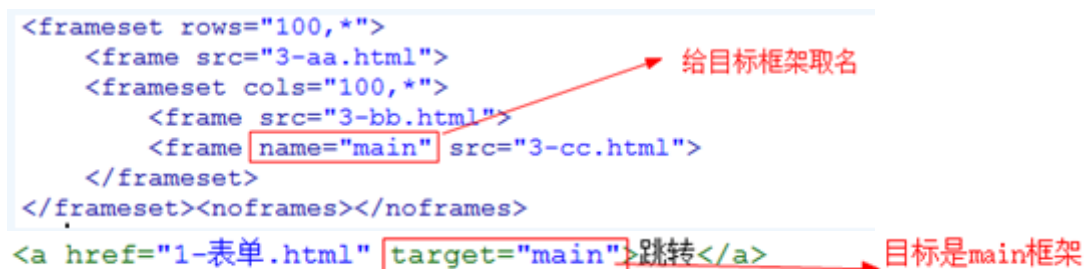 <frameset rows="100,*">
<frame src="3-aa.html">
给目标框架取名
<frameset cols="100,*">
<frame src="3-bb.html">
<frame name="main" src="3-cc.html">
</frameset>
</frameset><noframes></noframes>
<a href="1-表单.html" target="main">跳转</a>
目标是main框架